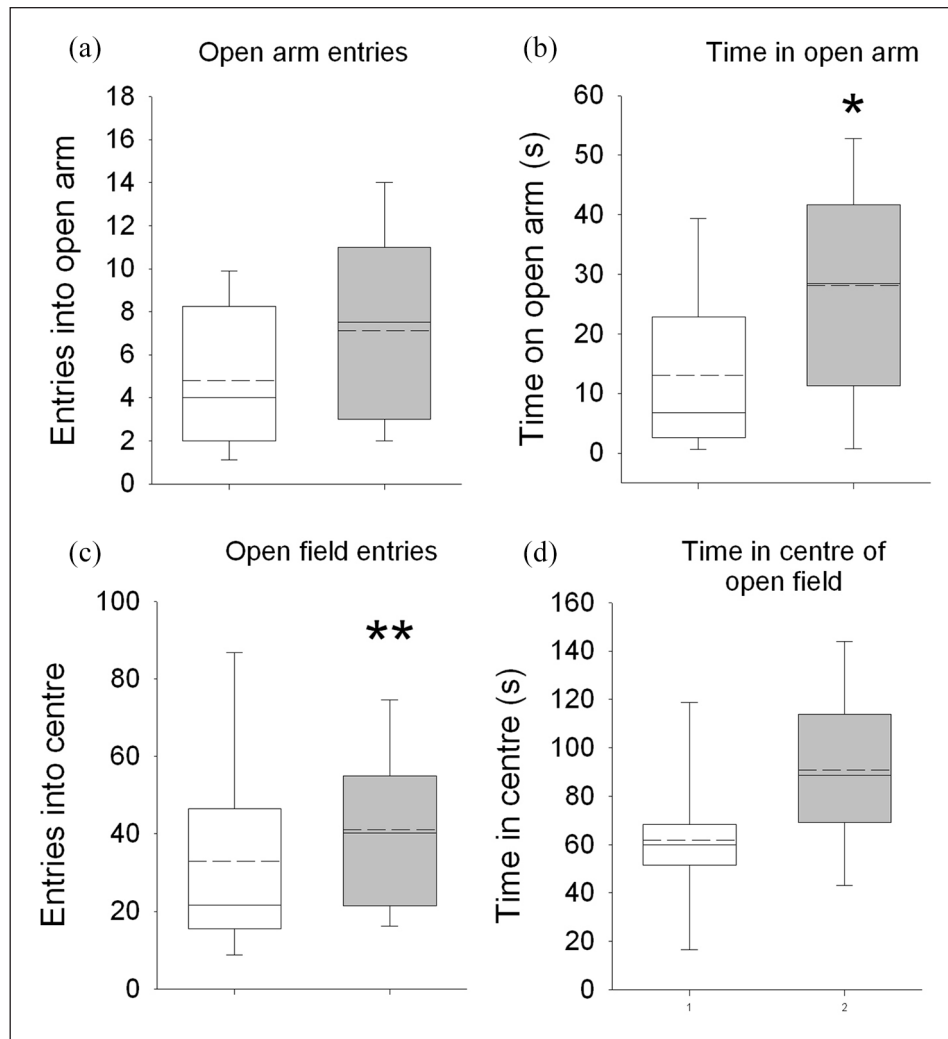 (a)
Open arm entries
Entries into open arm
18
16
14
12
10
8
6
4
2
0
(b)
Time in open arm
Time on open arm (s)
60
50
40
30
20
10
0
*
(c)
Open field entries
Entries into centre
100
80
60
40
20
0
**
(d)
Time in centre of
open field
Time in centre (s)
160
140
120
100
80
60
40
20
0
1
2